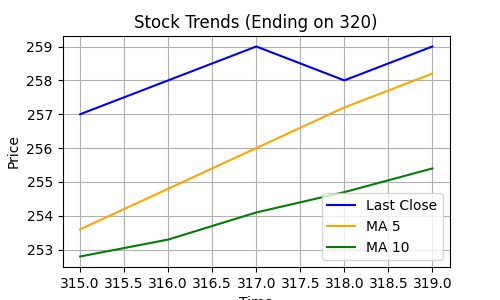 Stock Trends (Ending on 320)
Price
259
258
257
256
255
254
253
Last Close
MA 5
MA 10
315.0 315.5 316.0 316.5 317.0 317.5 318.0 318.5 319.0
Time